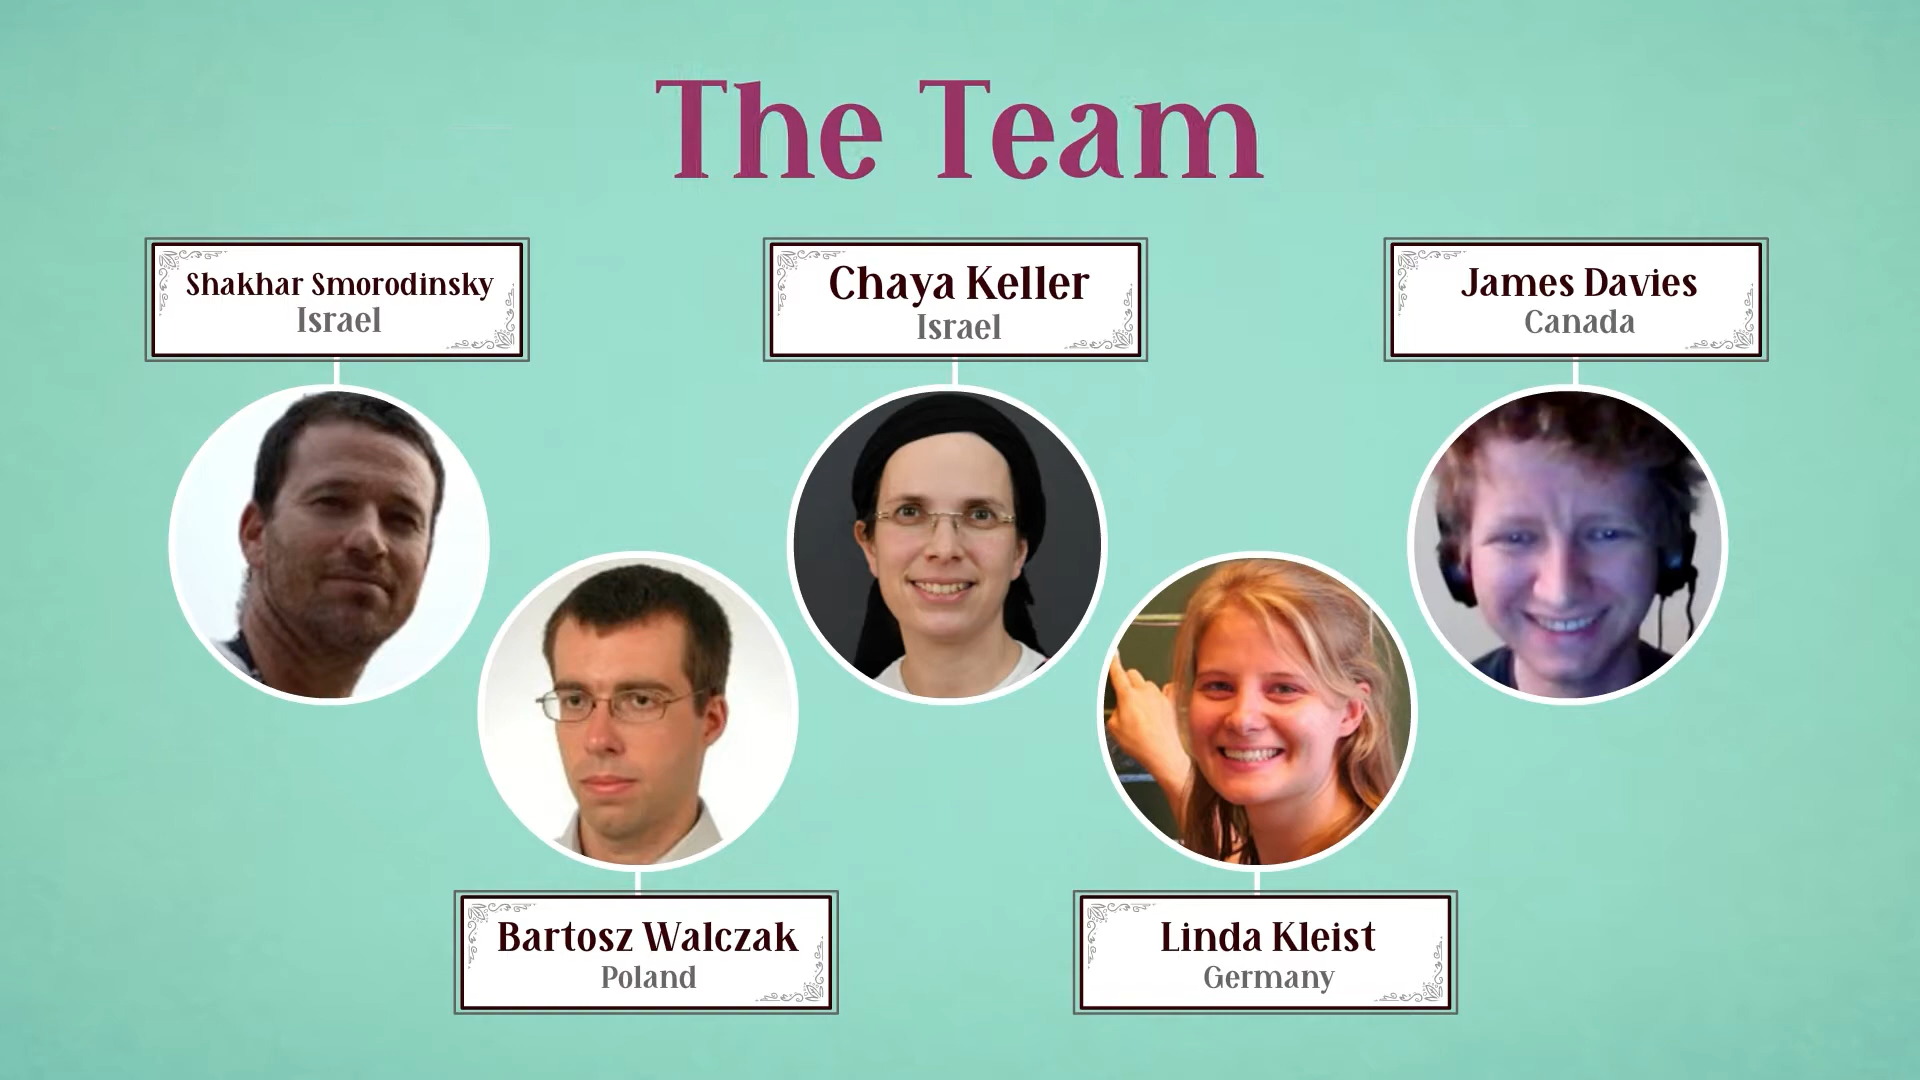 The Team
Shakhar Smorodinsky
Israel
Chaya Keller
Israel
James Davies
Canada
Bartosz Walczak
Poland
Linda Kleist
Germany